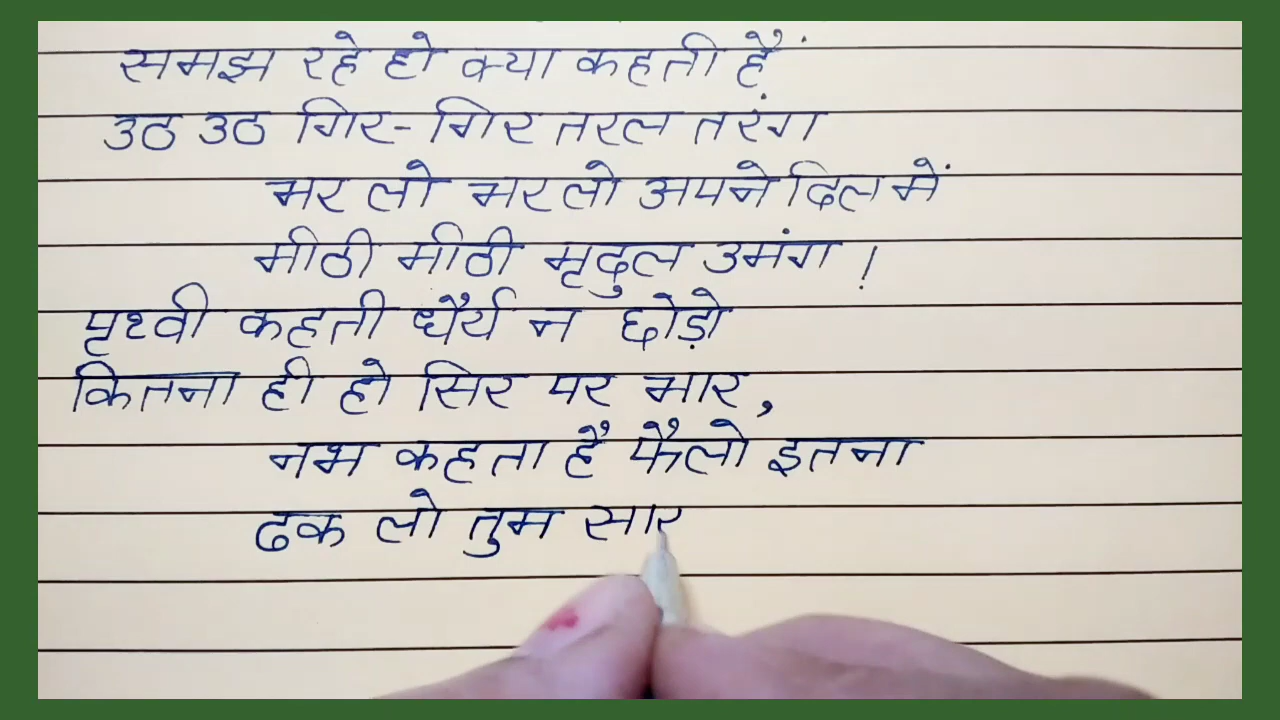 समझ रहे हो क्या कहती हैं
उठ उठ गिर-गिर तरल तरंग
भर लो भर लो अपने दिल में
मीठी मीठी मृदुल उमंग !
पृथ्वी कहती धैर्य न छोड़ो
कितना ही हो सिर पर भार,
नभ कहता है फैलो इतना
ढक लो तुम सार